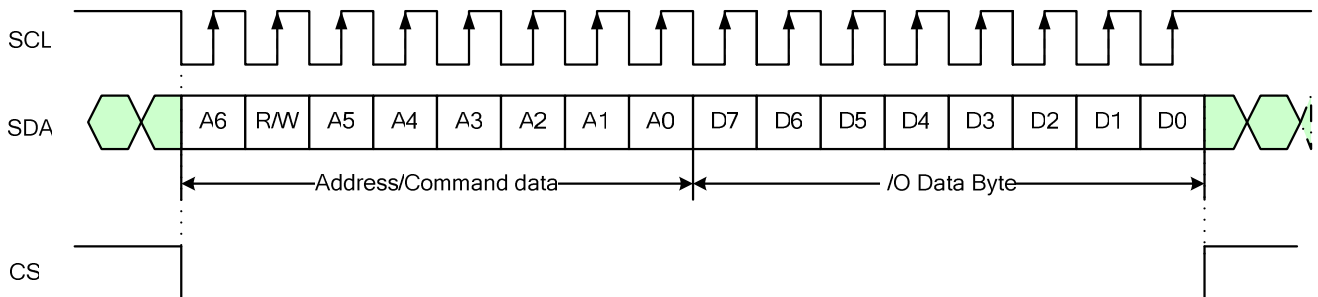 SCL
SDA A6 R/W A5 A4 A3 A2 A1 A0 D7 D6 D5 D4 D3 D2 D1 D0
Address/Command data /O Data Byte
CS